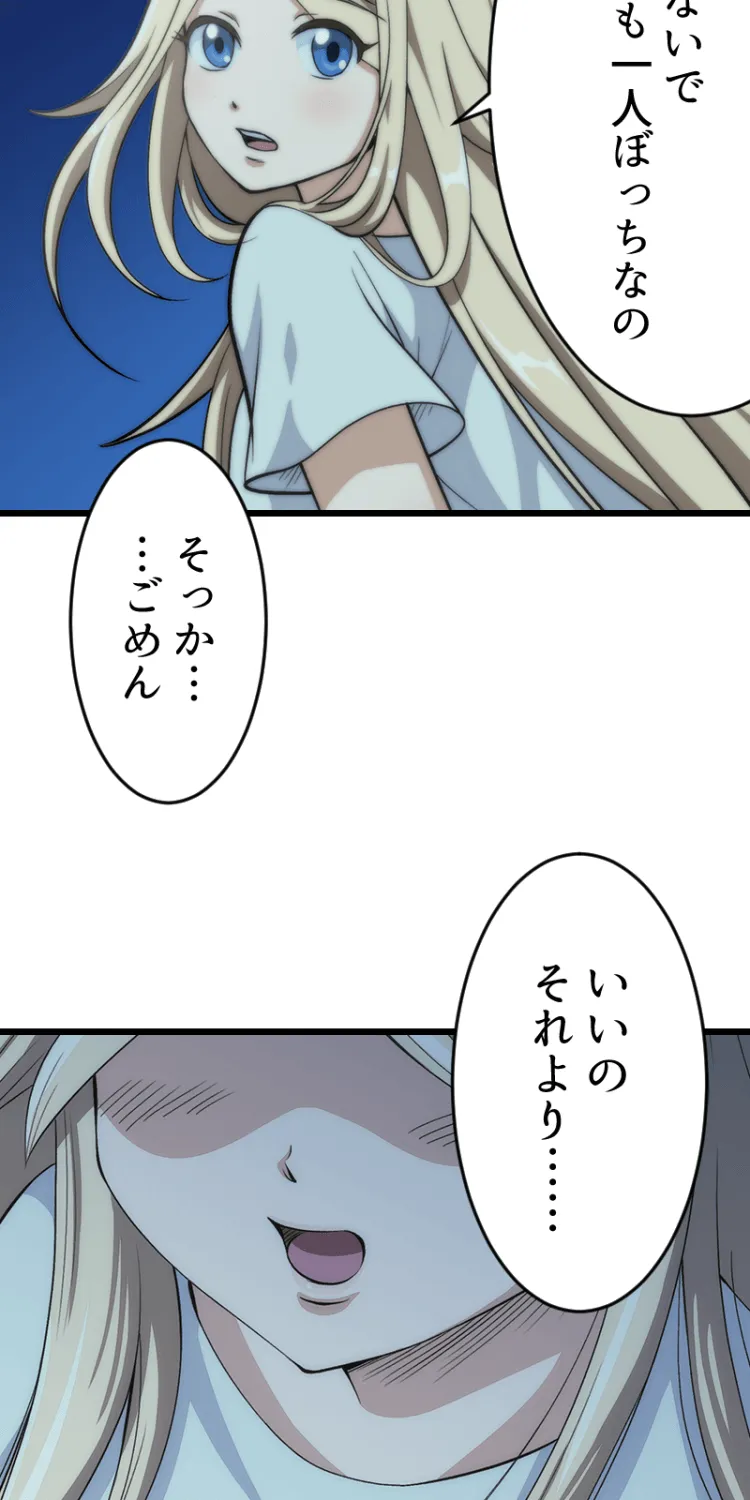 ないで
も一人ぼっちなの
そっか…
…ごめん
いいの
それより……